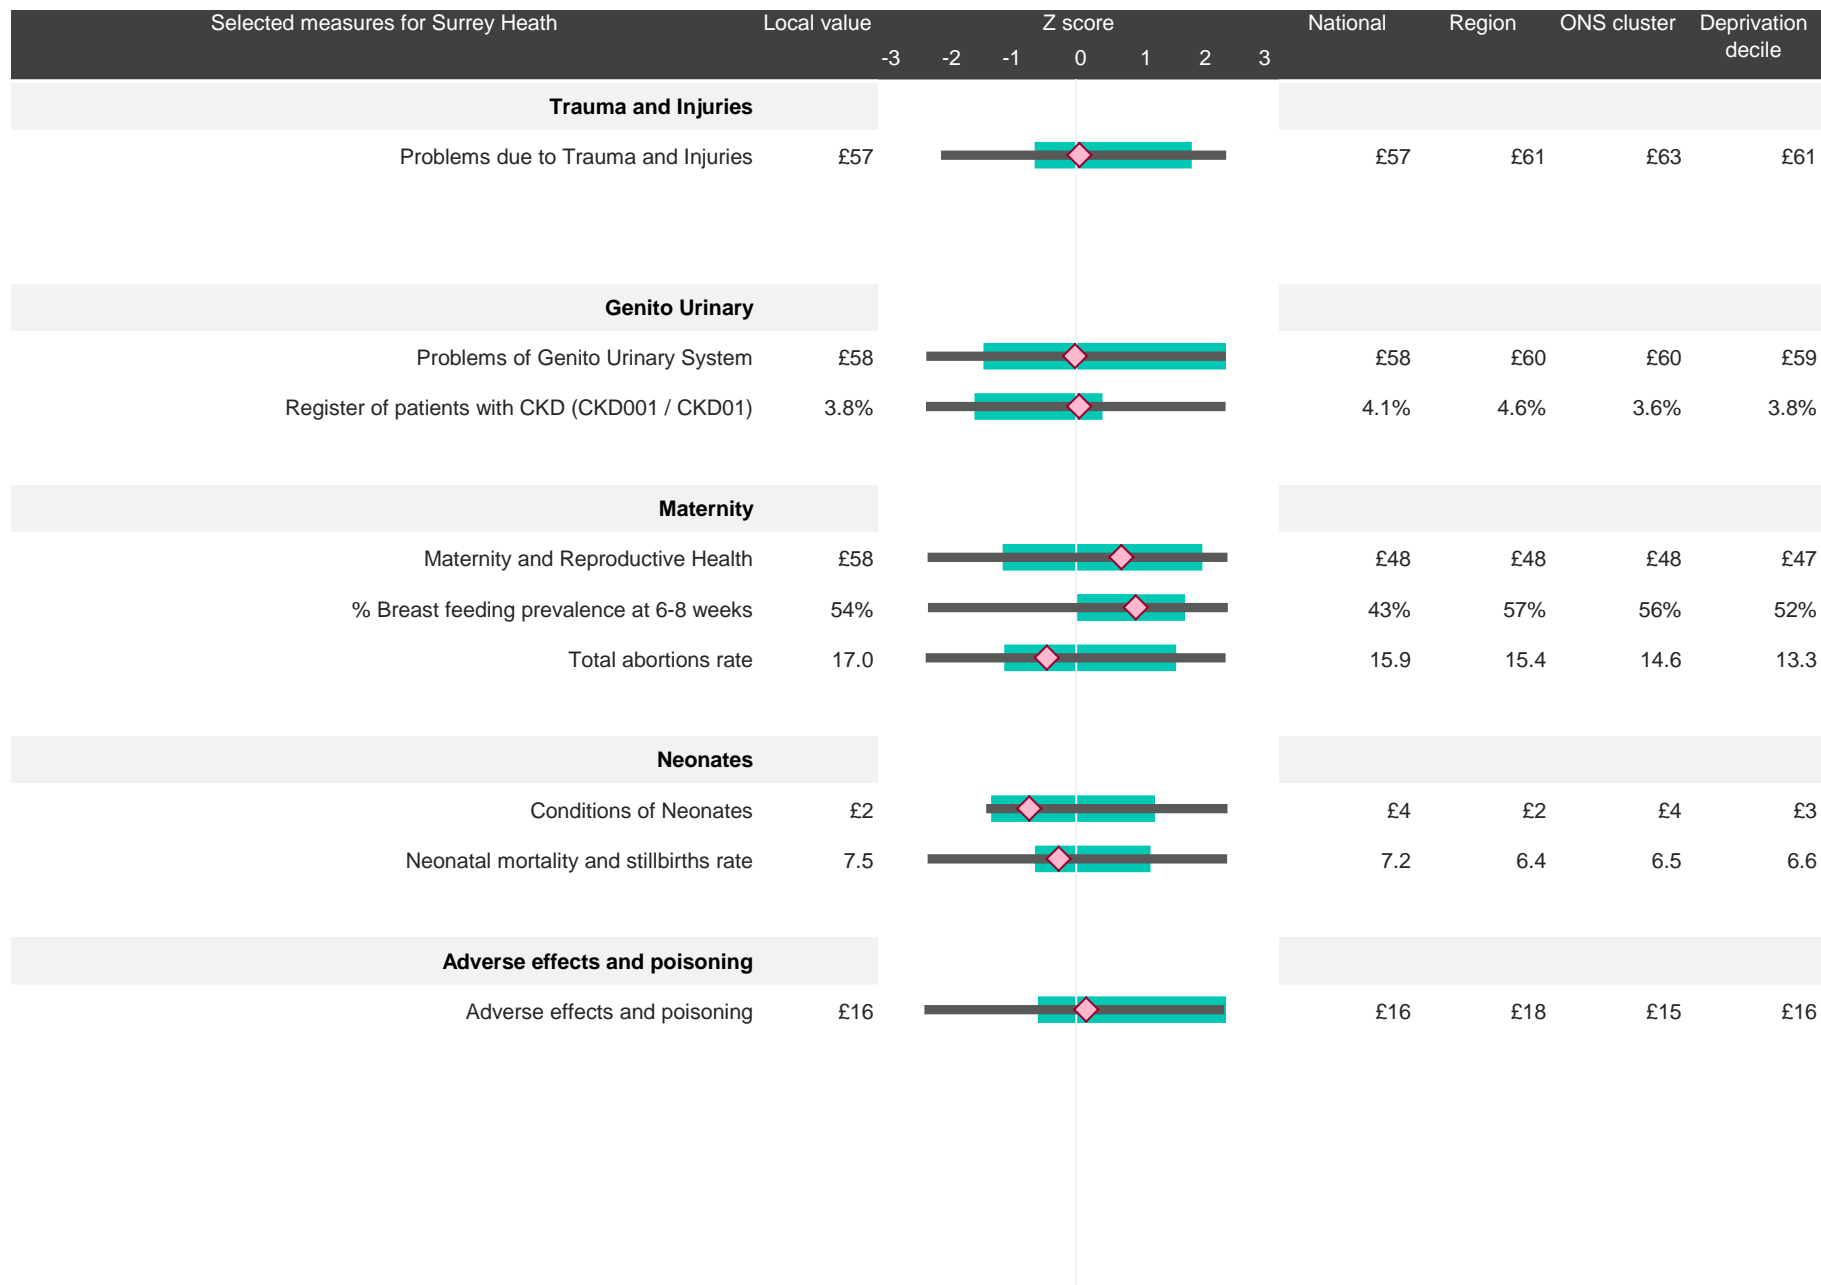 Selected measures for Surrey Heath Local value Z score National Region ONS cluster Deprivation decile
-3 -2 -1 0 1 2 3
Trauma and Injuries
Problems due to Trauma and Injuries £57 £57 £61 £63 £61
Genito Urinary
Problems of Genito Urinary System £58 £58 £60 £60 £59
Register of patients with CKD (CKD001 / CKD01) 3.8% 4.1% 4.6% 3.6% 3.8%
Maternity
Maternity and Reproductive Health £58 £48 £48 £48 £47
% Breast feeding prevalence at 6-8 weeks 54% 43% 57% 56% 52%
Total abortions rate 17.0 15.9 15.4 14.6 13.3
Neonates
Conditions of Neonates £2 £4 £2 £4 £3
Neonatal mortality and stillbirths rate 7.5 7.2 6.4 6.5 6.6
Adverse effects and poisoning
Adverse effects and poisoning £16 £16 £18 £15 £16